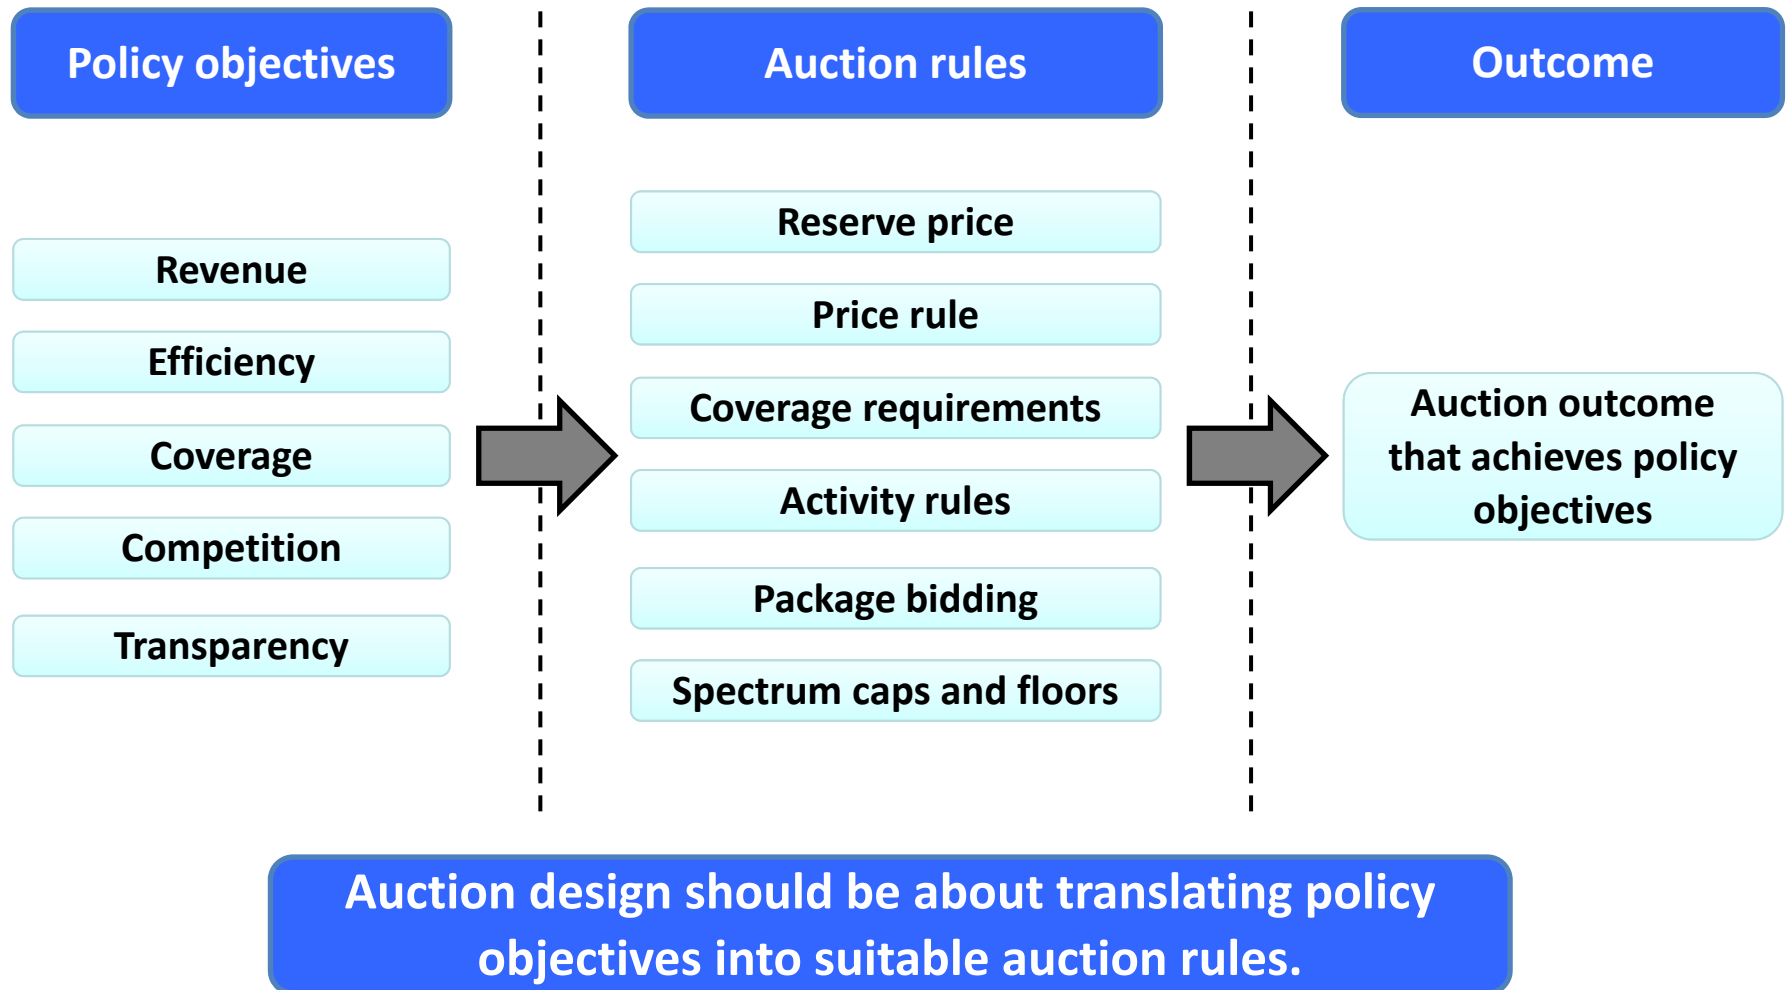 Policy objectives
Auction rules
Outcome
Revenue
Efficiency
Coverage
Competition
Transparency
Reserve price
Price rule
Coverage requirements
Activity rules
Package bidding
Spectrum caps and floors
Auction outcome
that achieves policy
objectives
Auction design should be about translating policy
objectives into suitable auction rules.